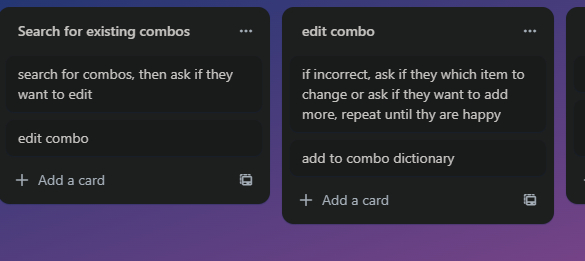 Search for existing combos
search for combos, then ask if they
want to edit
edit combo
Add a card
edit combo
if incorrect, ask if they which item to
change or ask if they want to add
more, repeat until thy are happy
add to combo dictionary
Add a card